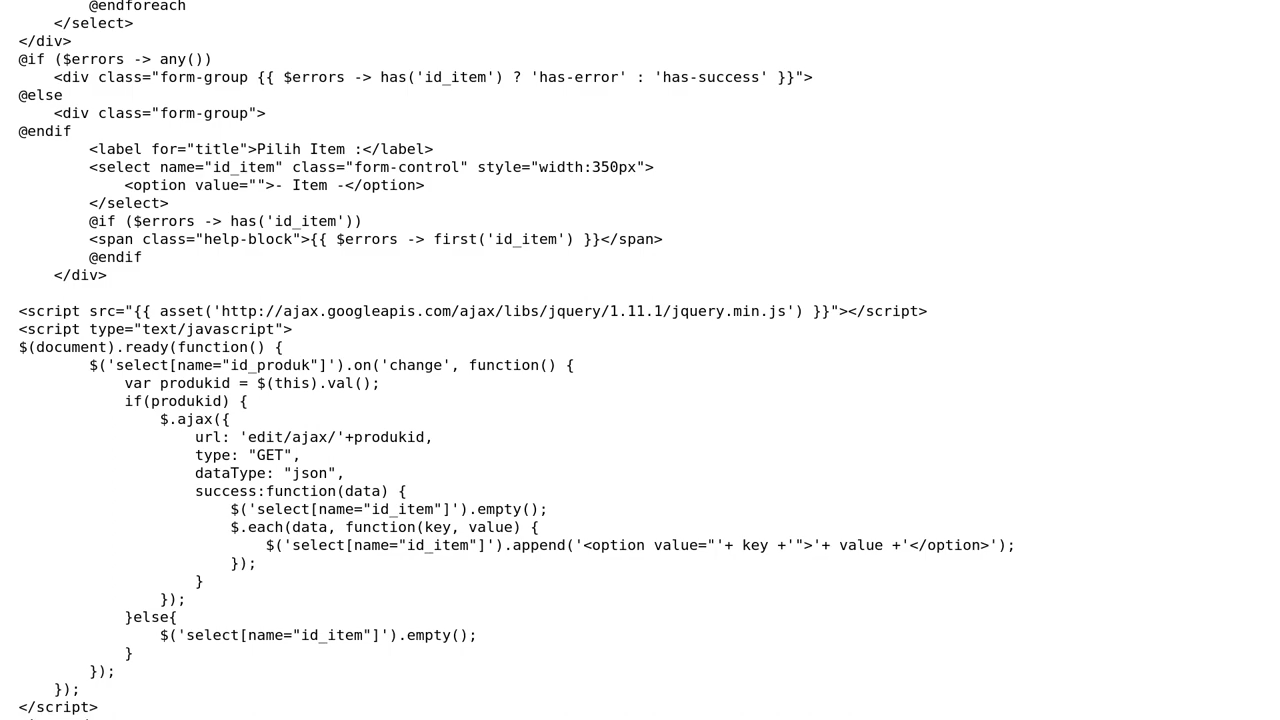 @endforeach
    </select>
</div>
@if ($errors -> any())
    <div class="form-group {{ $errors -> has('id_item') ? 'has-error' : 'has-success' }}">
@else
    <div class="form-group">
@endif
        <label for="title">Pilih Item :</label>
        <select name="id_item" class="form-control" style="width:350px">
            <option value="">- Item -</option>
        </select>
        @if ($errors -> has('id_item'))
        <span class="help-block">{{ $errors -> first('id_item') }}</span>
        @endif
    </div>

<script src="{{ asset('http://ajax.googleapis.com/ajax/libs/jquery/1.11.1/jquery.min.js') }}"></script>
<script type="text/javascript">
$(document).ready(function() {
        $('select[name="id_produk"]').on('change', function() {
            var produkid = $(this).val();
            if(produkid) {
                $.ajax({
                    url: 'edit/ajax/'+produkid,
                    type: "GET",
                    dataType: "json",
                    success:function(data) {
                        $('select[name="id_item"]').empty();
                        $.each(data, function(key, value) {
                            $('select[name="id_item"]').append('<option value="'+ key +'">'+ value +'</option>');
                        });
                    }
                });
            }else{
                $('select[name="id_item"]').empty();
            }
        });
    });
</script>